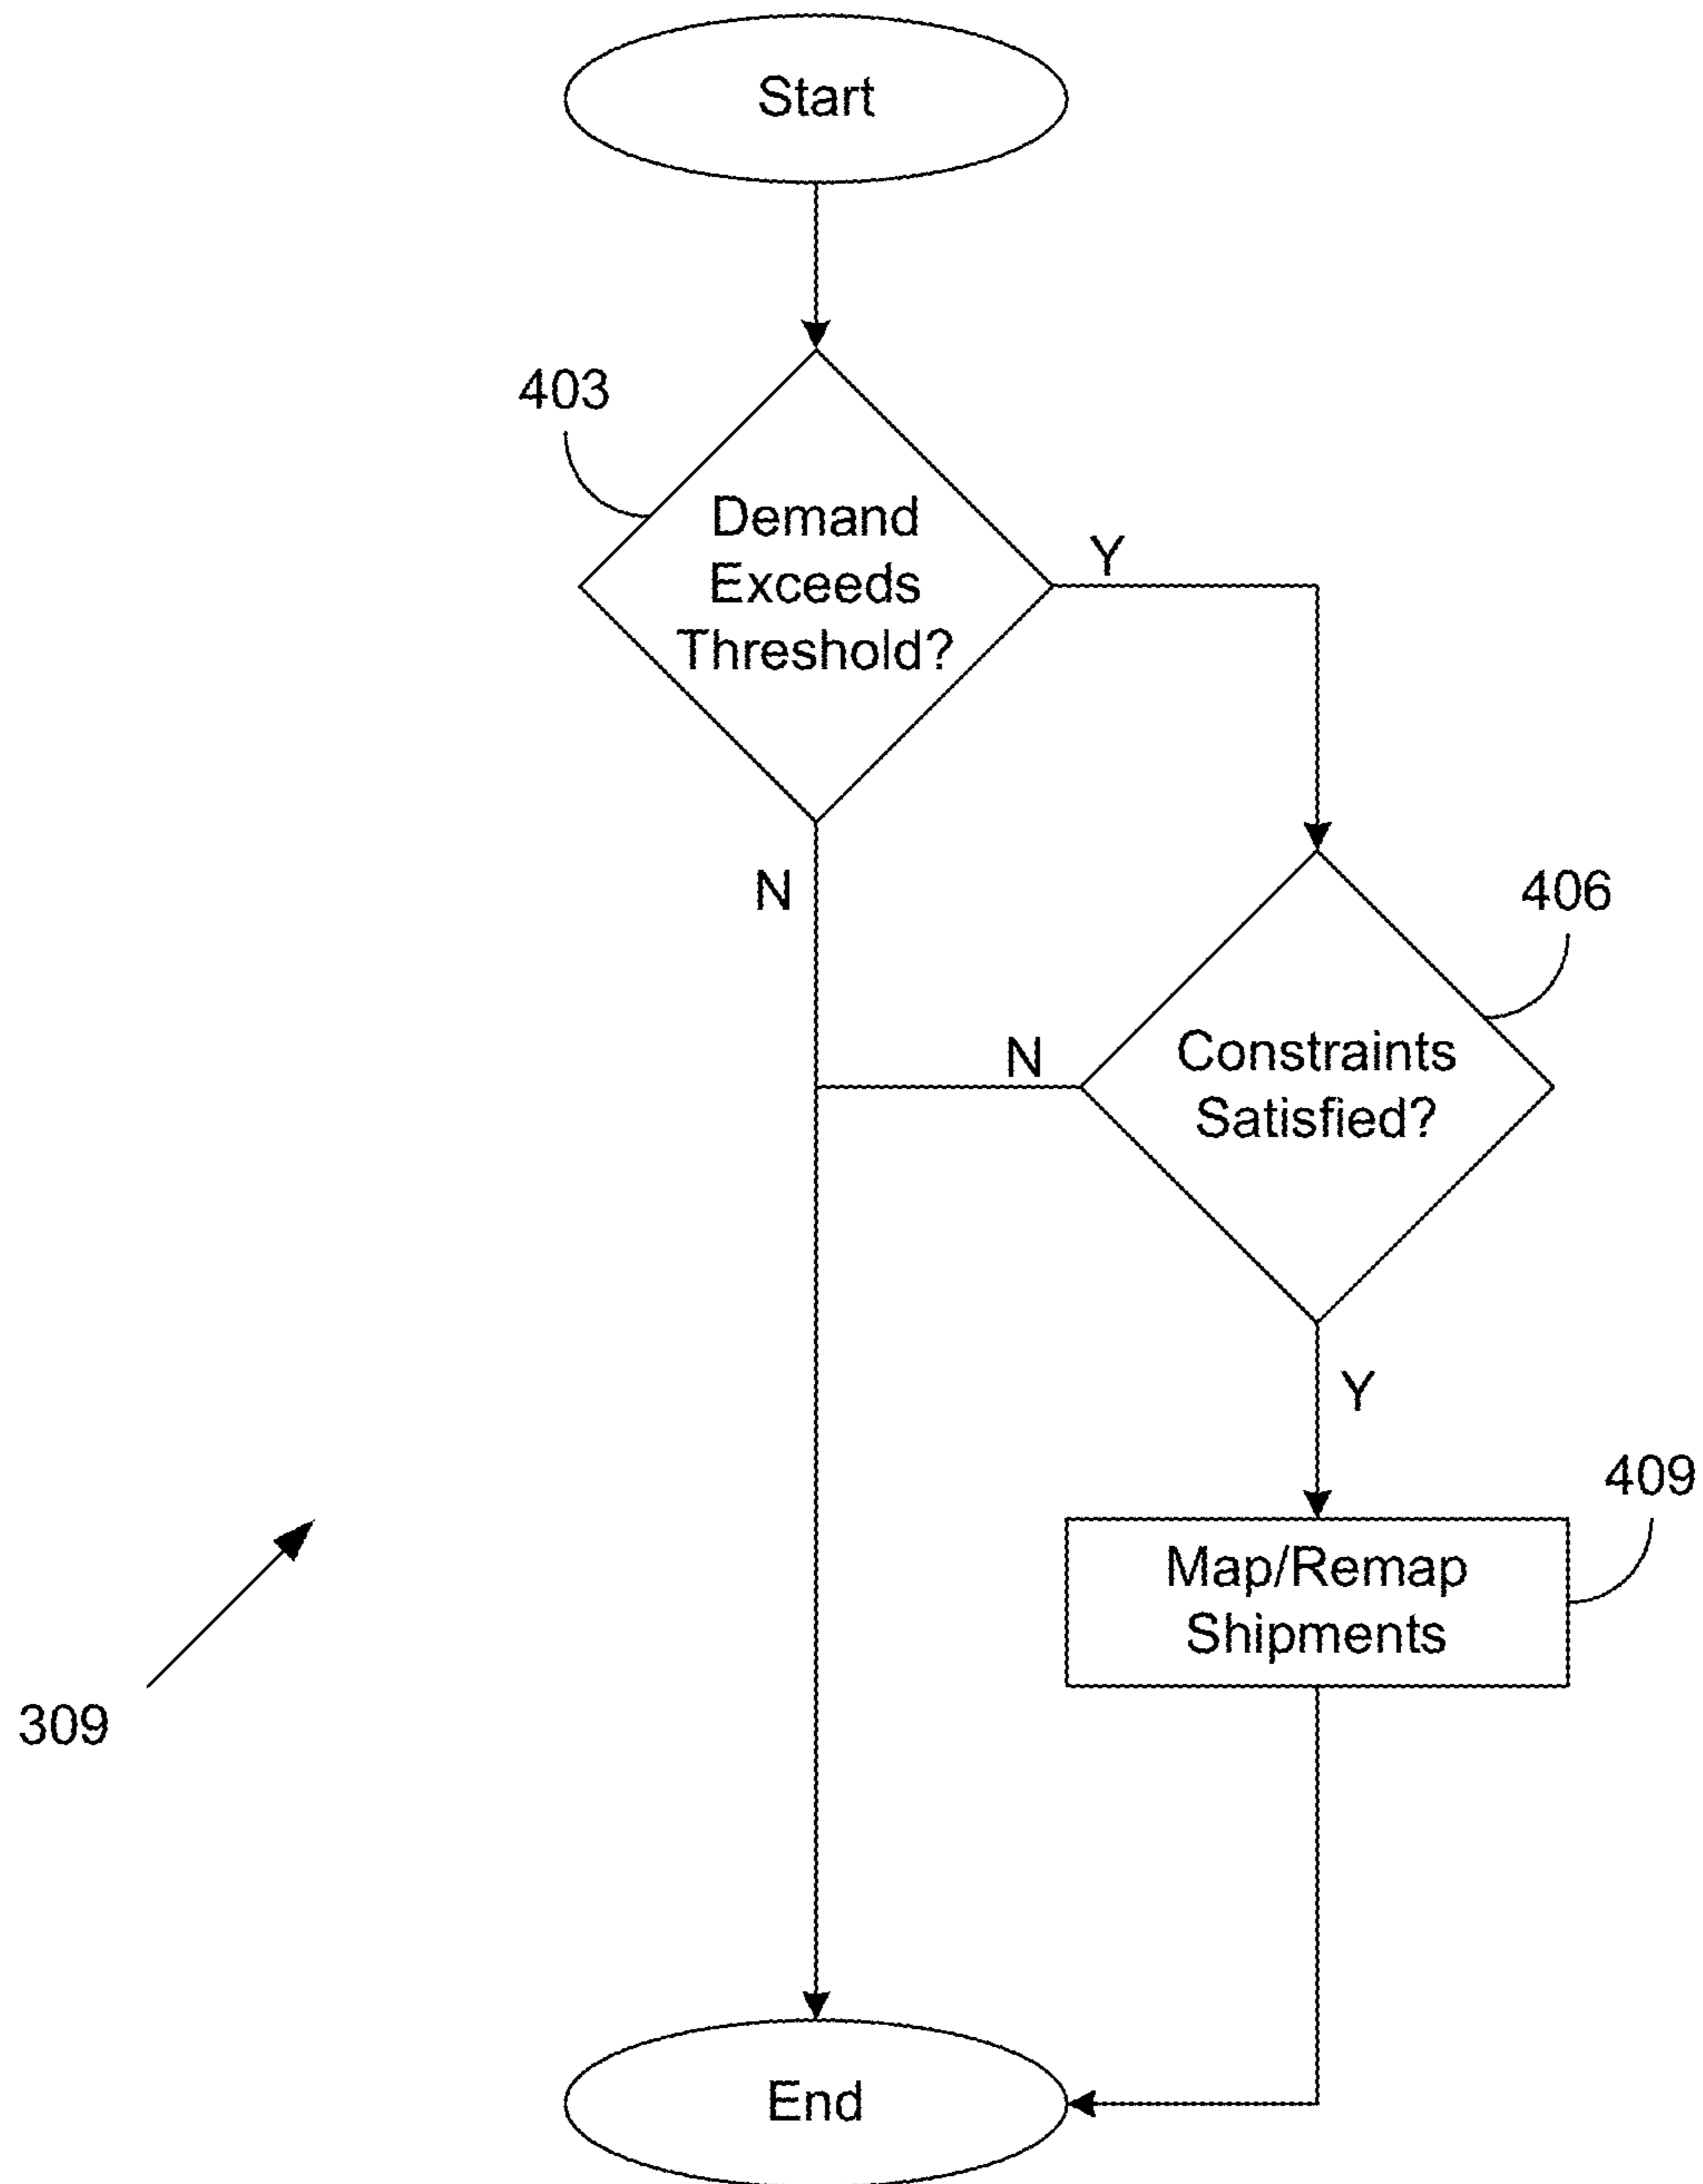 Start
403
Demand
Exceeds
Threshold?
Y
N
406
N
Constraints
Satisfied?
Y
409
Map/Remap
Shipments
309
End